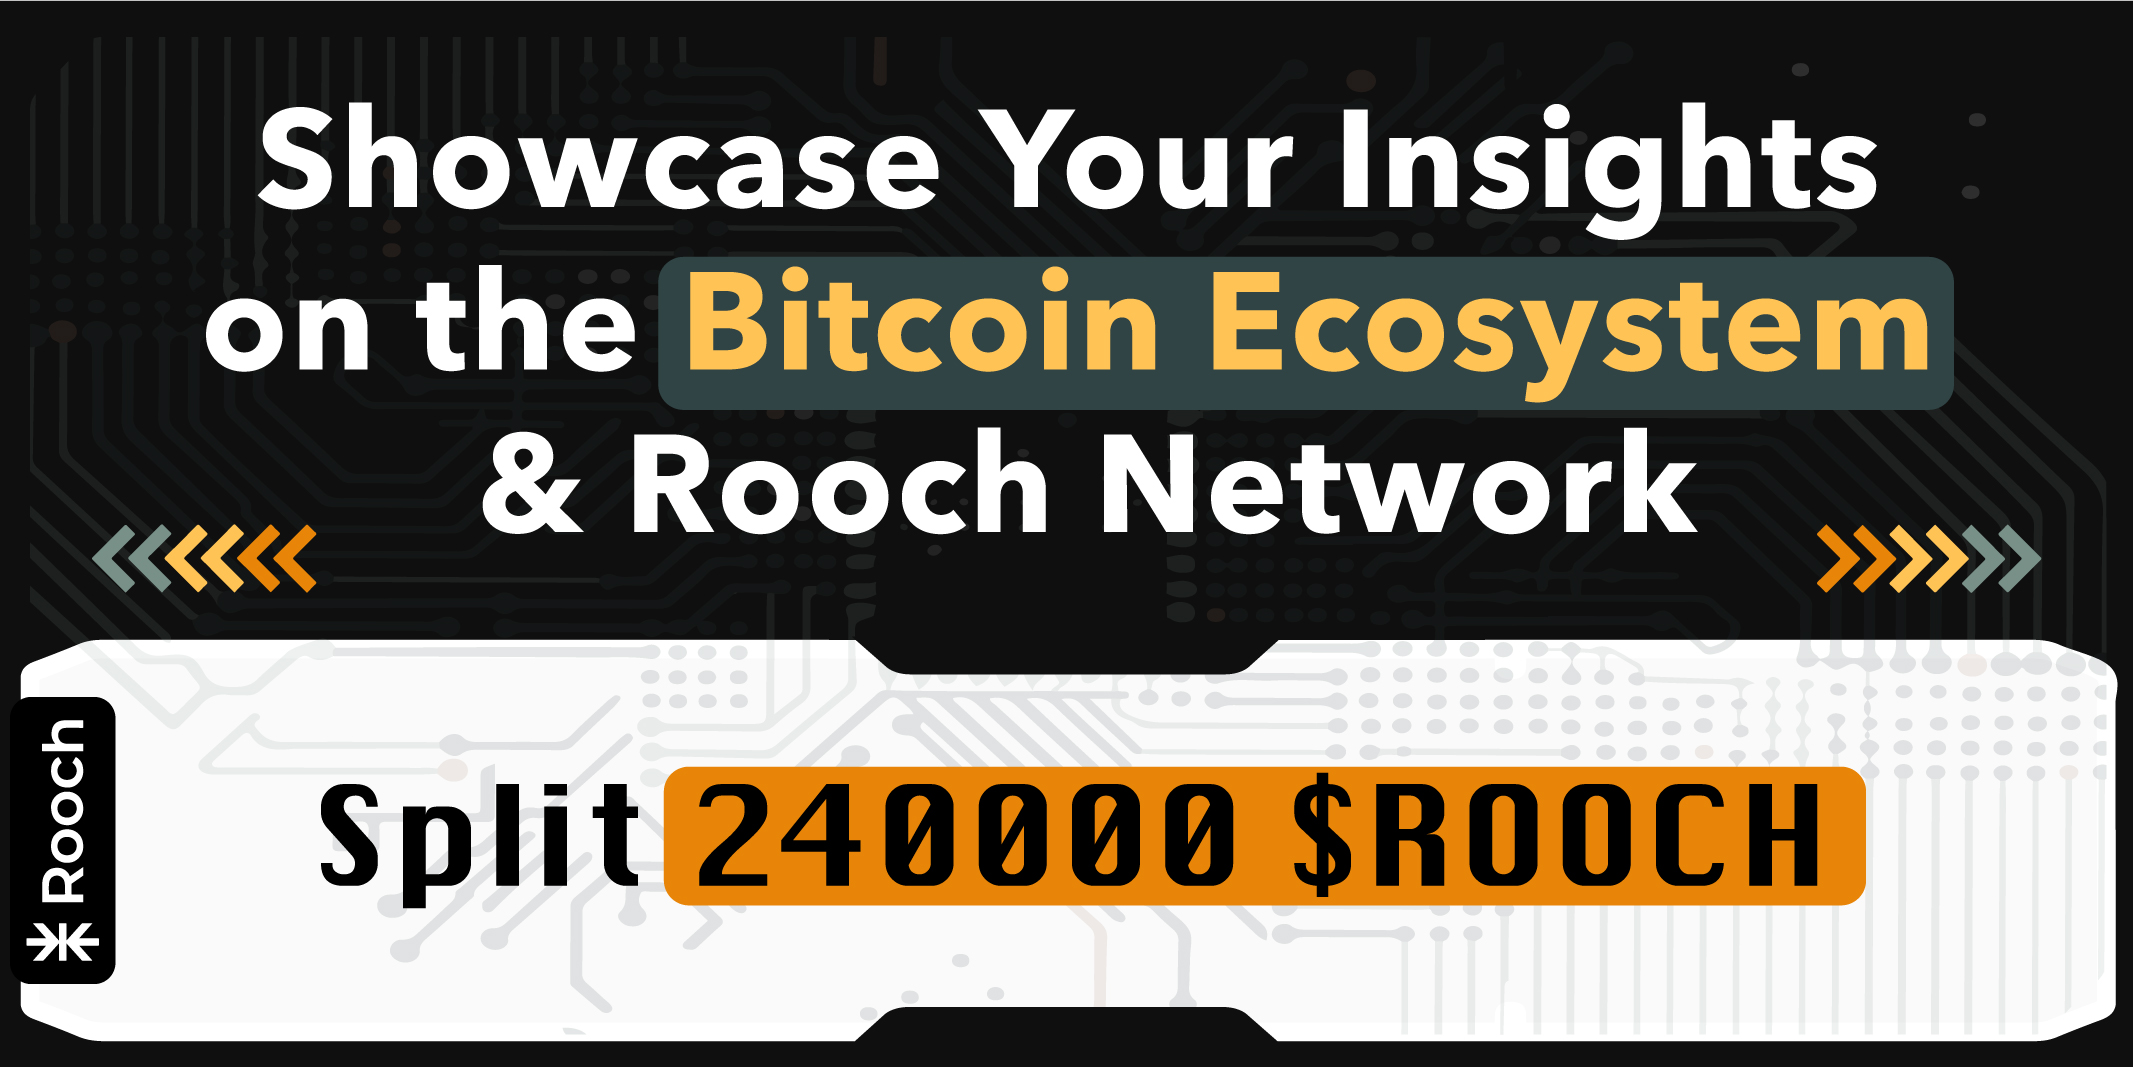 Showcase Your Insights
on the Bitcoin Ecosystem
& Rooch Network
Rooch
Split 240000 $ROOCH